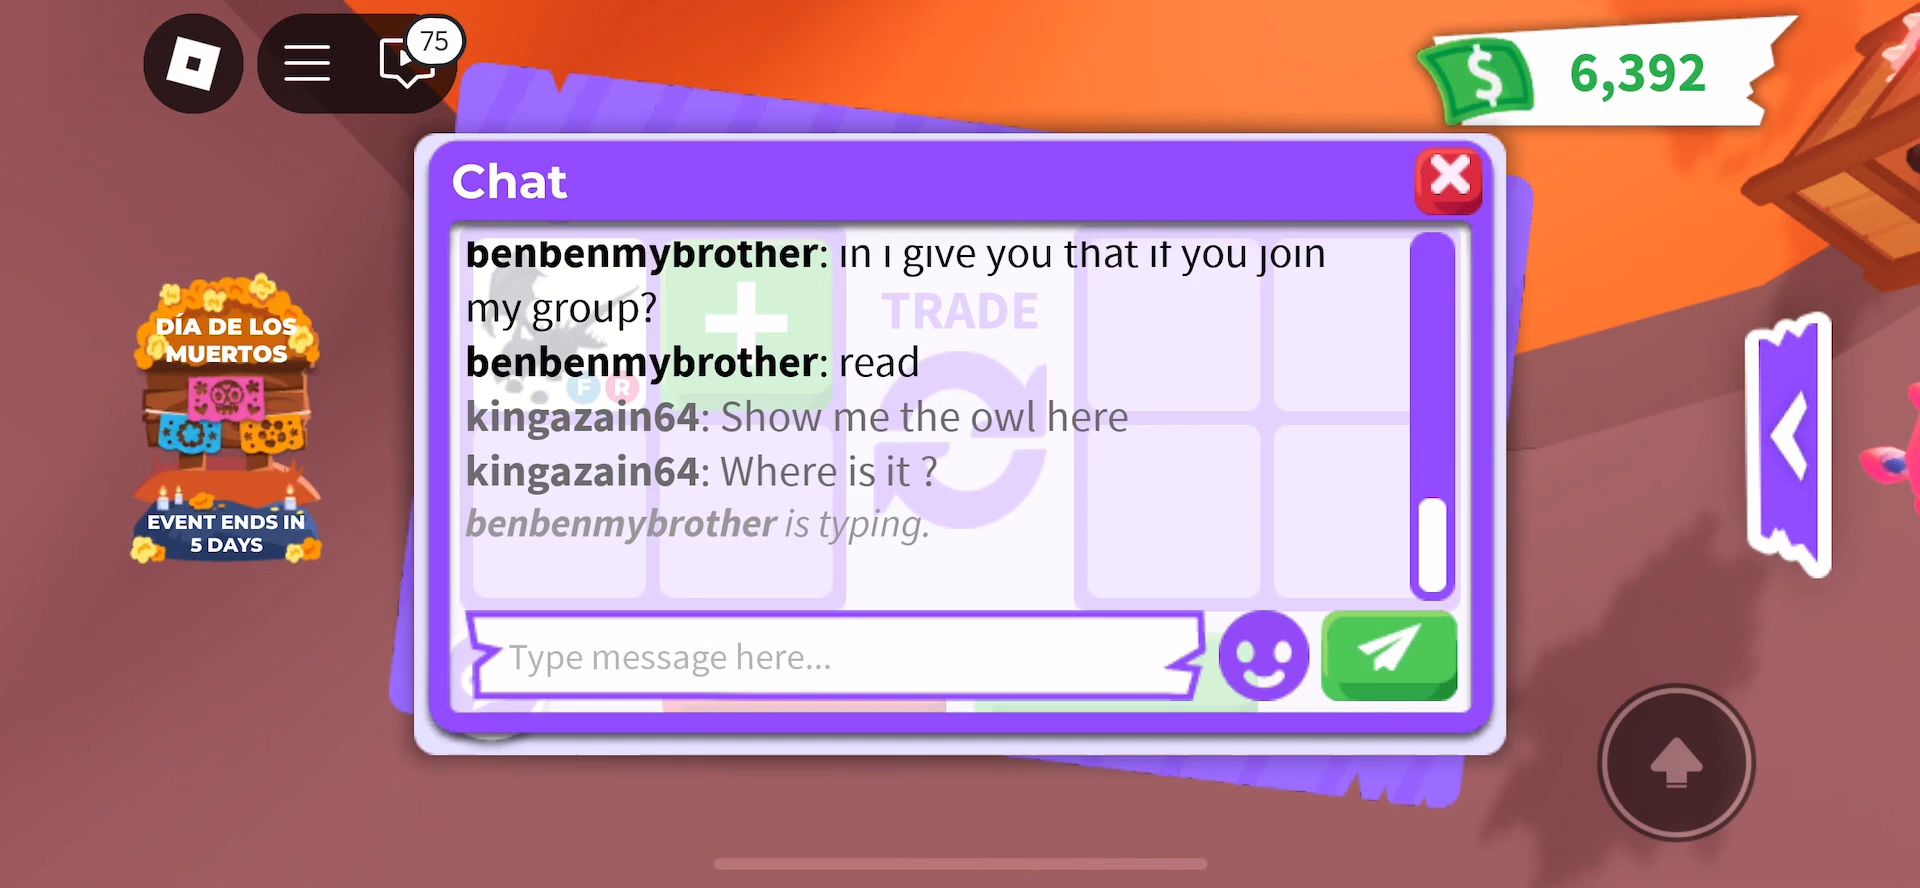 75
6,392
Chat
benbenmybrother: in i give you that if you join
my group?
TRADE
benbenmybrother: read
F R
kingazain64: Show me the owl here
kingazain64: Where is it ?
benbenmybrother is typing.
Type message here...
DÍA DE LOS
MUERTOS
EVENT ENDS IN
5 DAYS